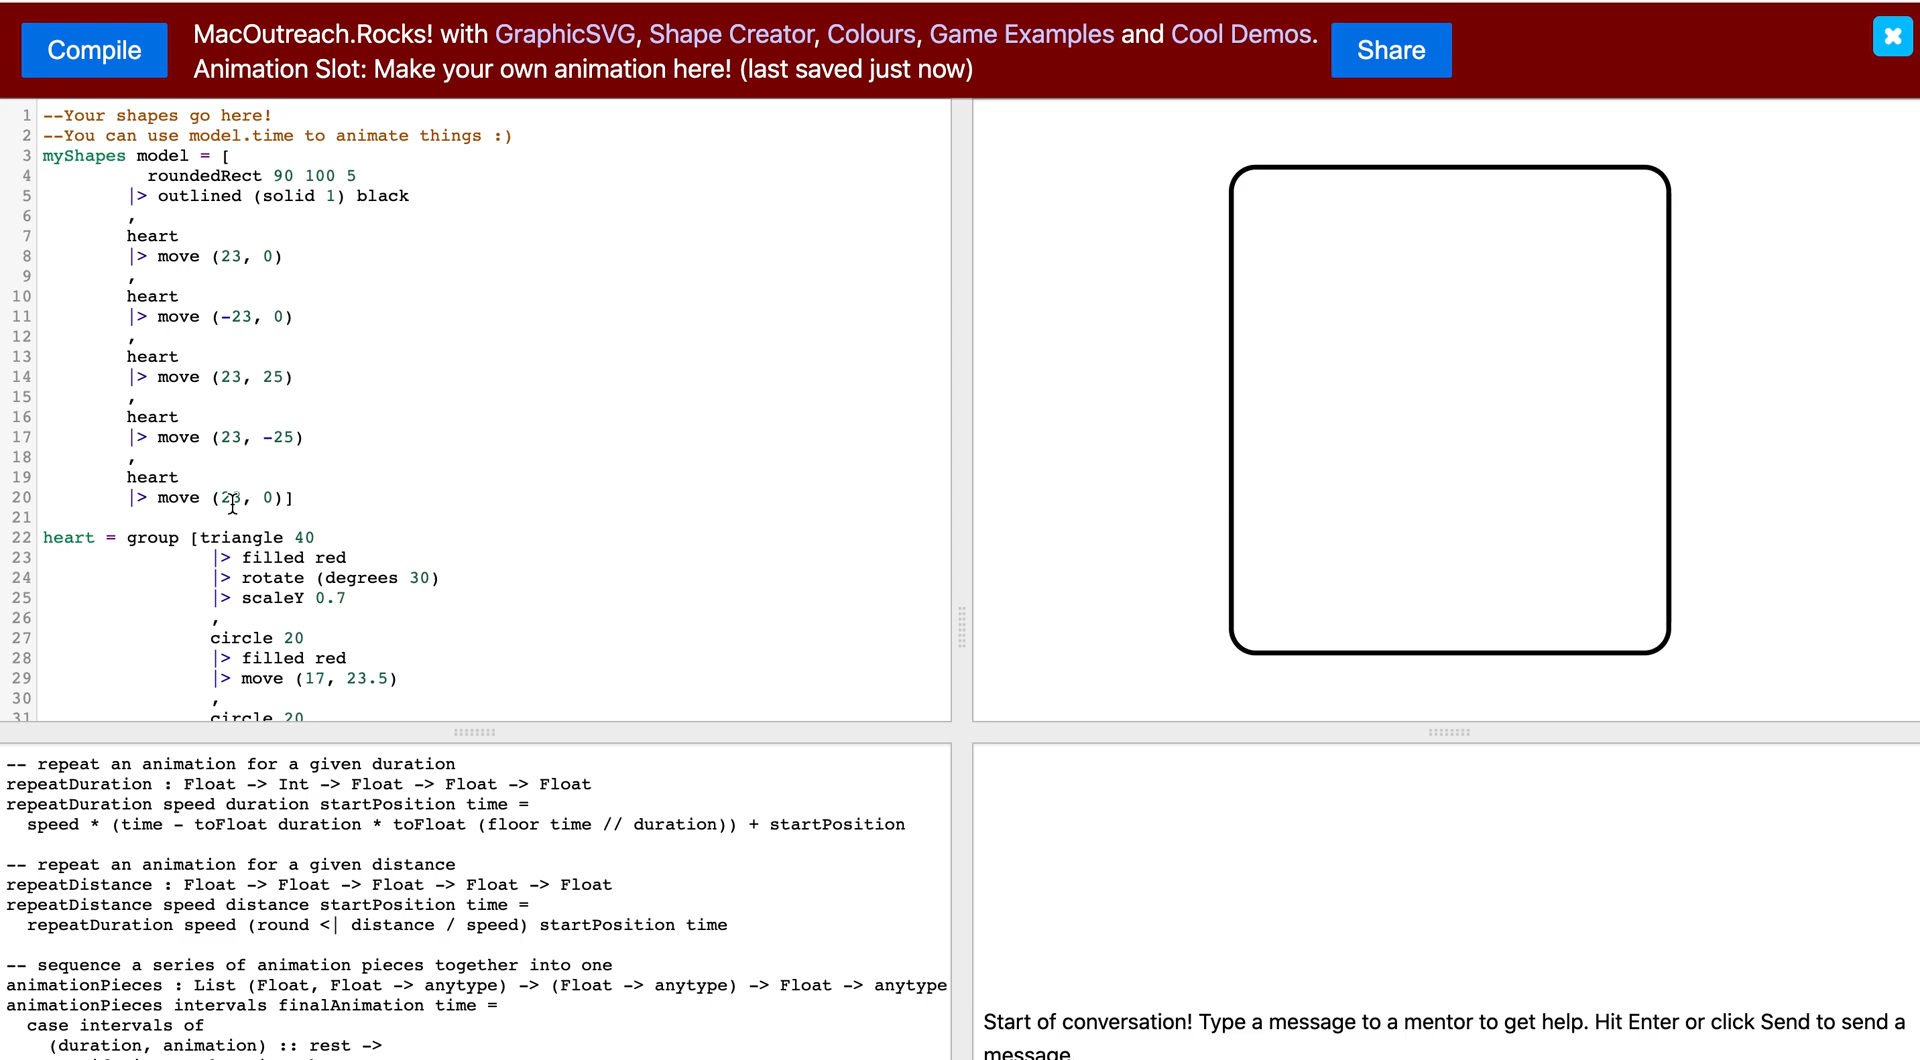 Compile
MacOutreach.Rocks! with GraphicSVG, Shape Creator, Colours, Game Examples and Cool Demos.
Animation Slot: Make your own animation here! (last saved just now)
Share
1 --Your shapes go here!
2 --You can use model.time to animate things :)
3 myShapes model = [
4 roundedRect 90 100 5
5 |> outlined (solid 1) black
6 ,
7 heart
8 |> move (23, 0)
9 ,
10 heart
11 |> move (-23, 0)
12 ,
13 heart
14 |> move (23, 25)
15 ,
16 heart
17 |> move (23, -25)
18 ,
19 heart
20 |> move (23, 0)]
21
22 heart = group [triangle 40
23 |> filled red
24 |> rotate (degrees 30)
25 |> scaleY 0.7
26 ,
27 circle 20
28 |> filled red
29 |> move (17, 23.5)
30 ,
31 circle 20
-- repeat an animation for a given duration
repeatDuration : Float -> Int -> Float -> Float -> Float
repeatDuration speed duration startPosition time =
speed * (time - toFloat duration * toFloat (floor time // duration)) + startPosition
-- repeat an animation for a given distance
repeatDistance : Float -> Float -> Float -> Float -> Float
repeatDistance speed distance startPosition time =
repeatDuration speed (round <| distance / speed) startPosition time
-- sequence a series of animation pieces together into one
animationPieces : List (Float, Float -> anytype) -> (Float -> anytype) -> Float -> anytype
animationPieces intervals finalAnimation time =
case intervals of
(duration, animation) :: rest ->
Start of conversation! Type a message to a mentor to get help. Hit Enter or click Send to send a
message